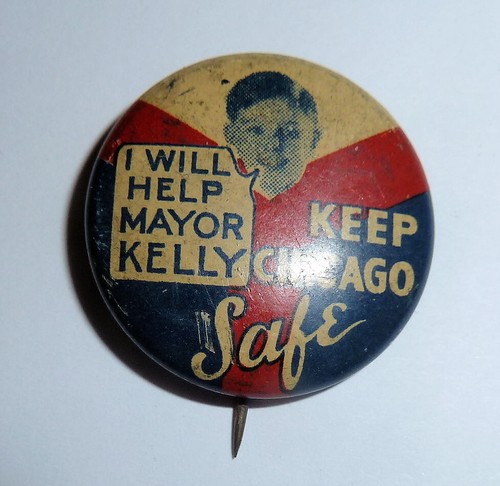 I WILL
HELP
MAYOR
KELLY
KEEP
CHICAGO
Safe